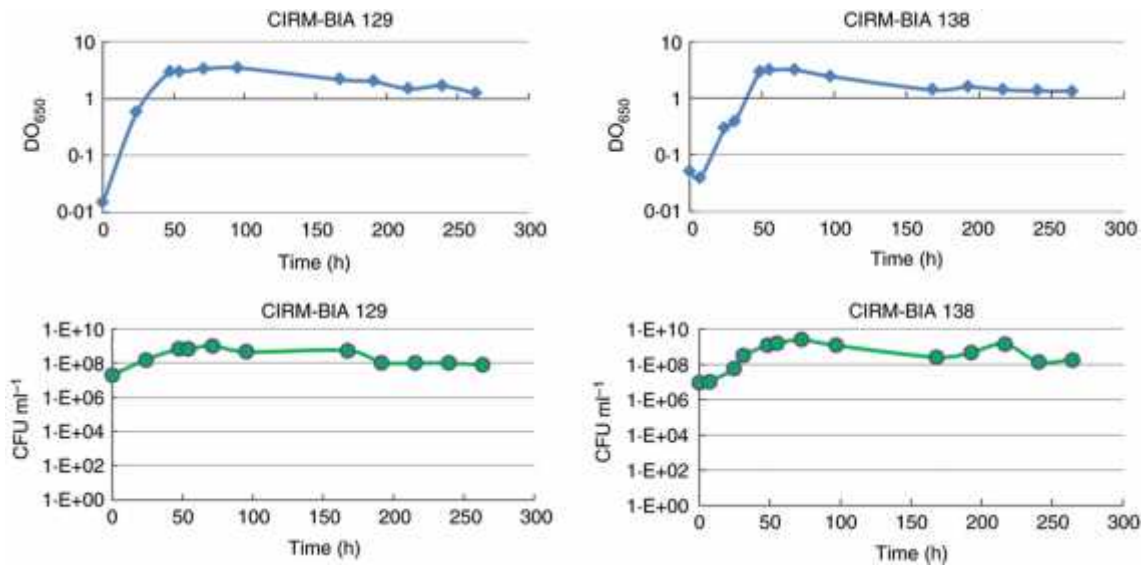 CIRM-BIA 129
10
1
0·1
0·01
DO650
0 50 100 150 200 250 300
Time (h)
CIRM-BIA 138
10
1
0·1
0·01
DO650
0 50 100 150 200 250 300
Time (h)
CIRM-BIA 129
1·E+10
1·E+08
1·E+06
1·E+04
1·E+02
1·E+00
CFU ml⁻¹
0 50 100 150 200 250 300
Time (h)
CIRM-BIA 138
1·E+10
1·E+08
1·E+06
1·E+04
1·E+02
1·E+00
CFU ml⁻¹
0 50 100 150 200 250 300
Time (h)